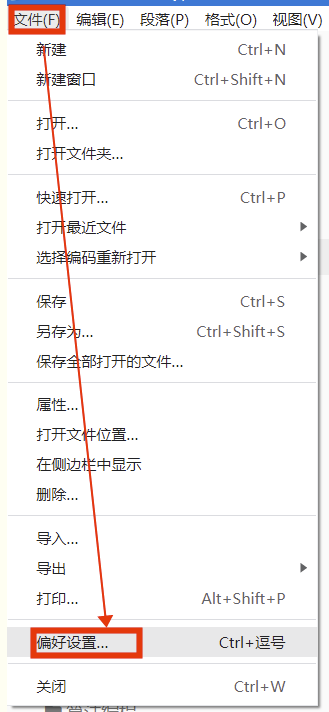 文件(F) 编辑(E) 段落(P) 格式(O) 视图(V)
新建 Ctrl+N
新建窗口 Ctrl+Shift+N
打开... Ctrl+O
打开文件夹...
快速打开... Ctrl+P
打开最近文件
选择编码重新打开
保存 Ctrl+S
另存为... Ctrl+Shift+S
保存全部打开的文件...
属性...
打开文件位置...
在侧边栏中显示
删除...
导入...
导出
打印... Alt+Shift+P
偏好设置... Ctrl+逗号
关闭 Ctrl+W